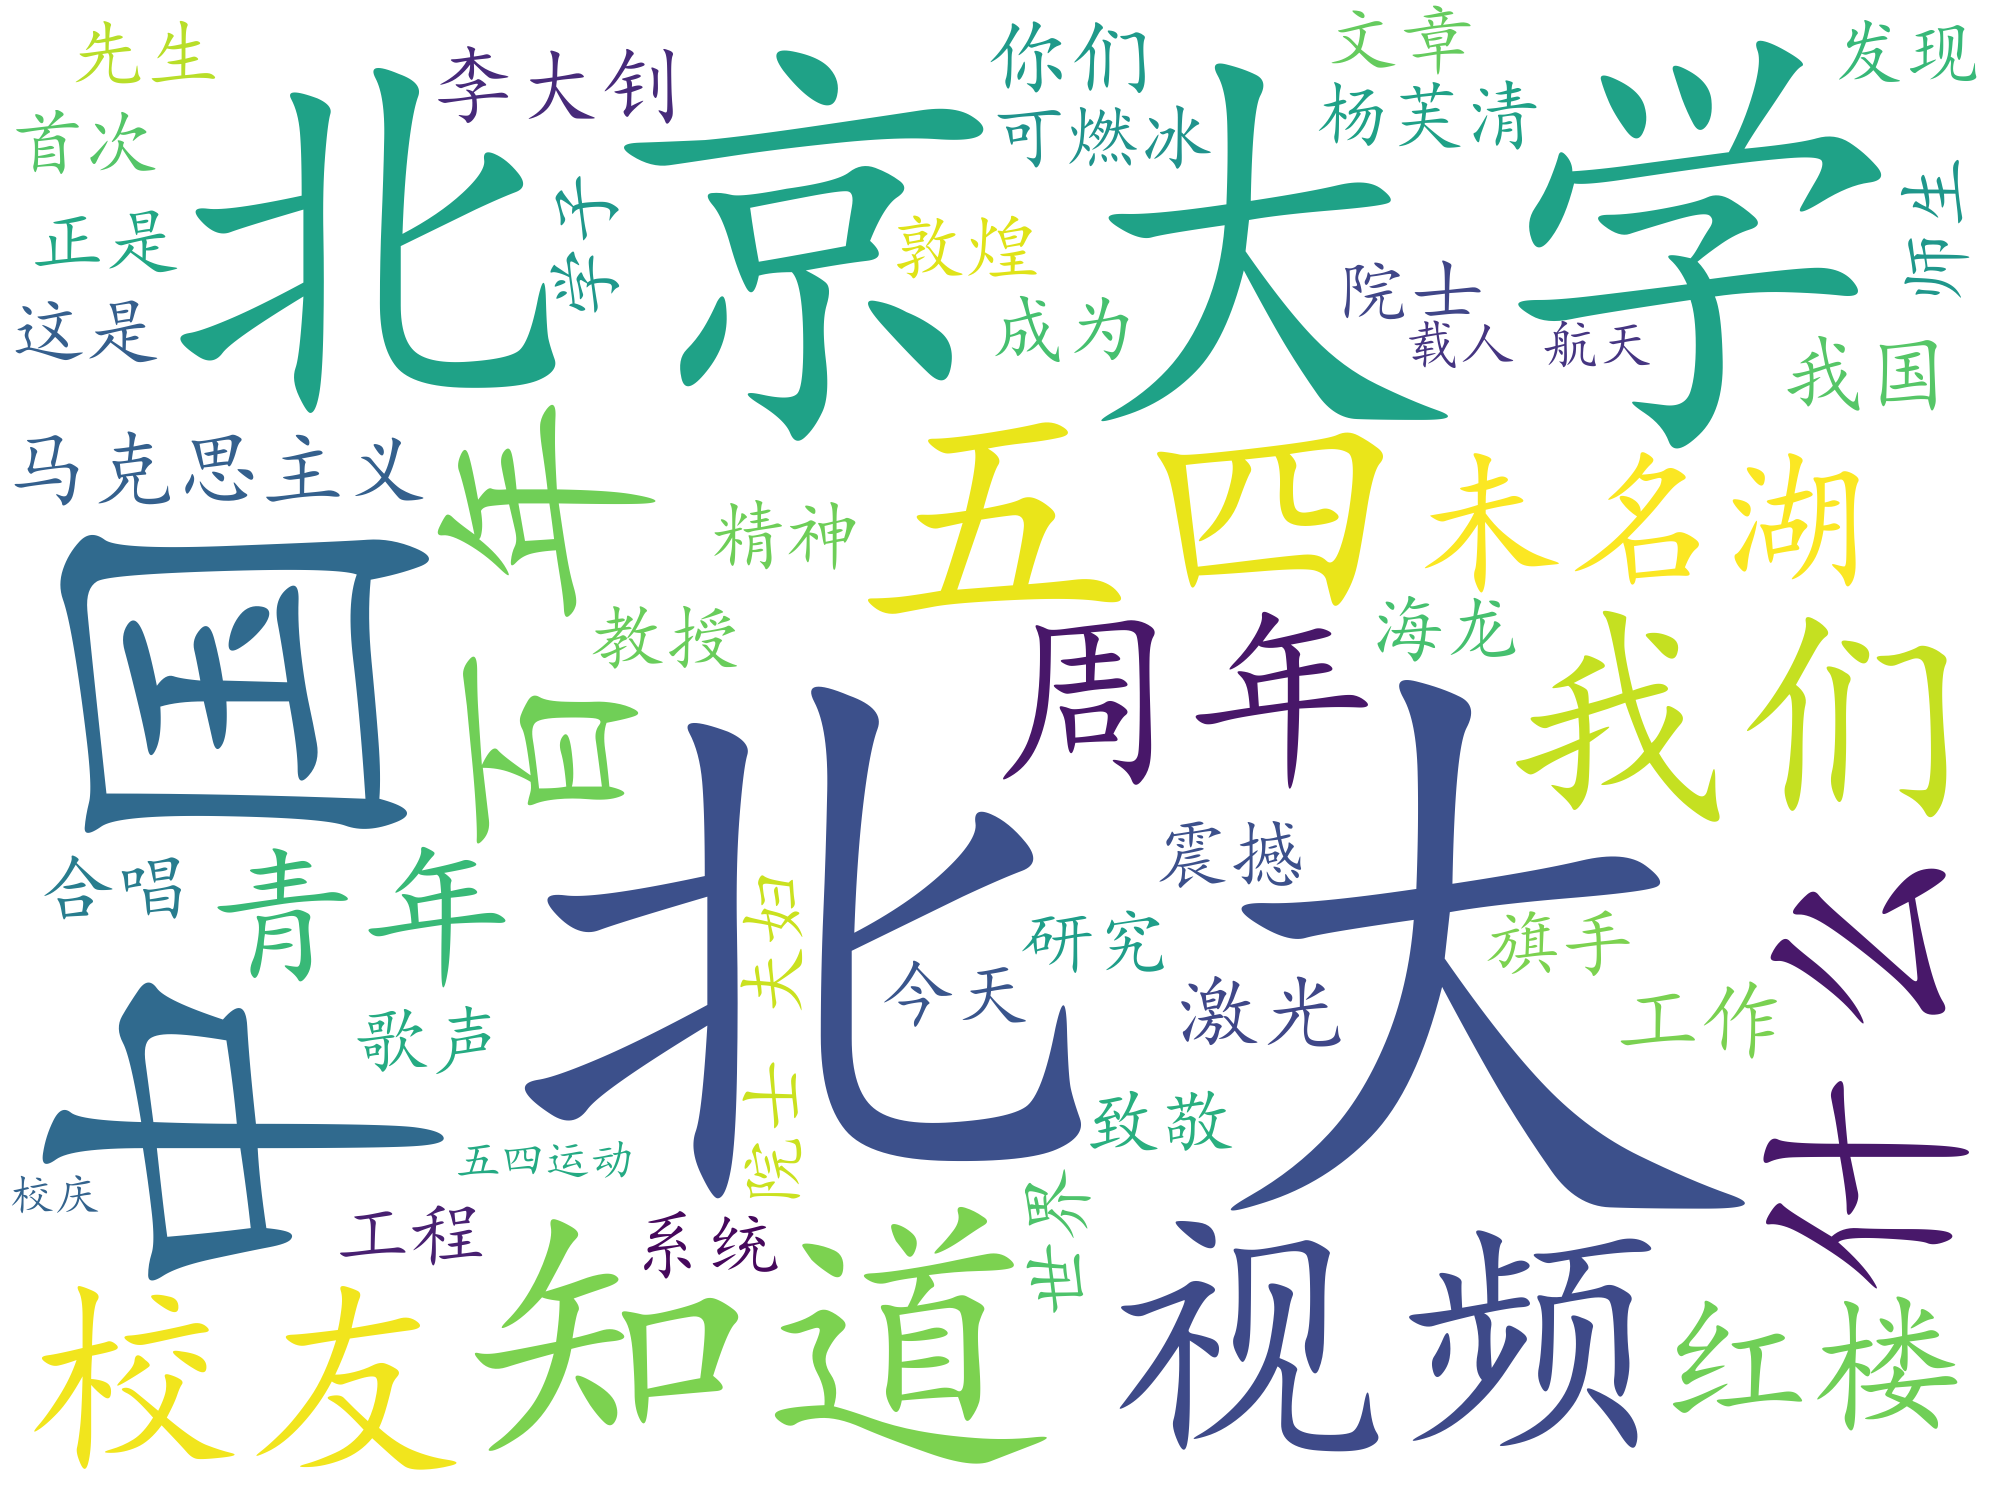 先生
李大钊
你们
文章
发现
首次
北京大学
可燃冰
杨芙清
正是
学子
敦煌
师生
这是
成为
院士
载人 航天
我国
马克思主义
百年
精神
五四
未名湖
中国
教授
周年
海龙
我们
合唱
青年
北大
震撼
院士 夫妇
研究
旗手
什么
今天
激光
工作
歌声
致敬
五四运动
校庆
工程
系统
世界
知道
视频
校友
红楼